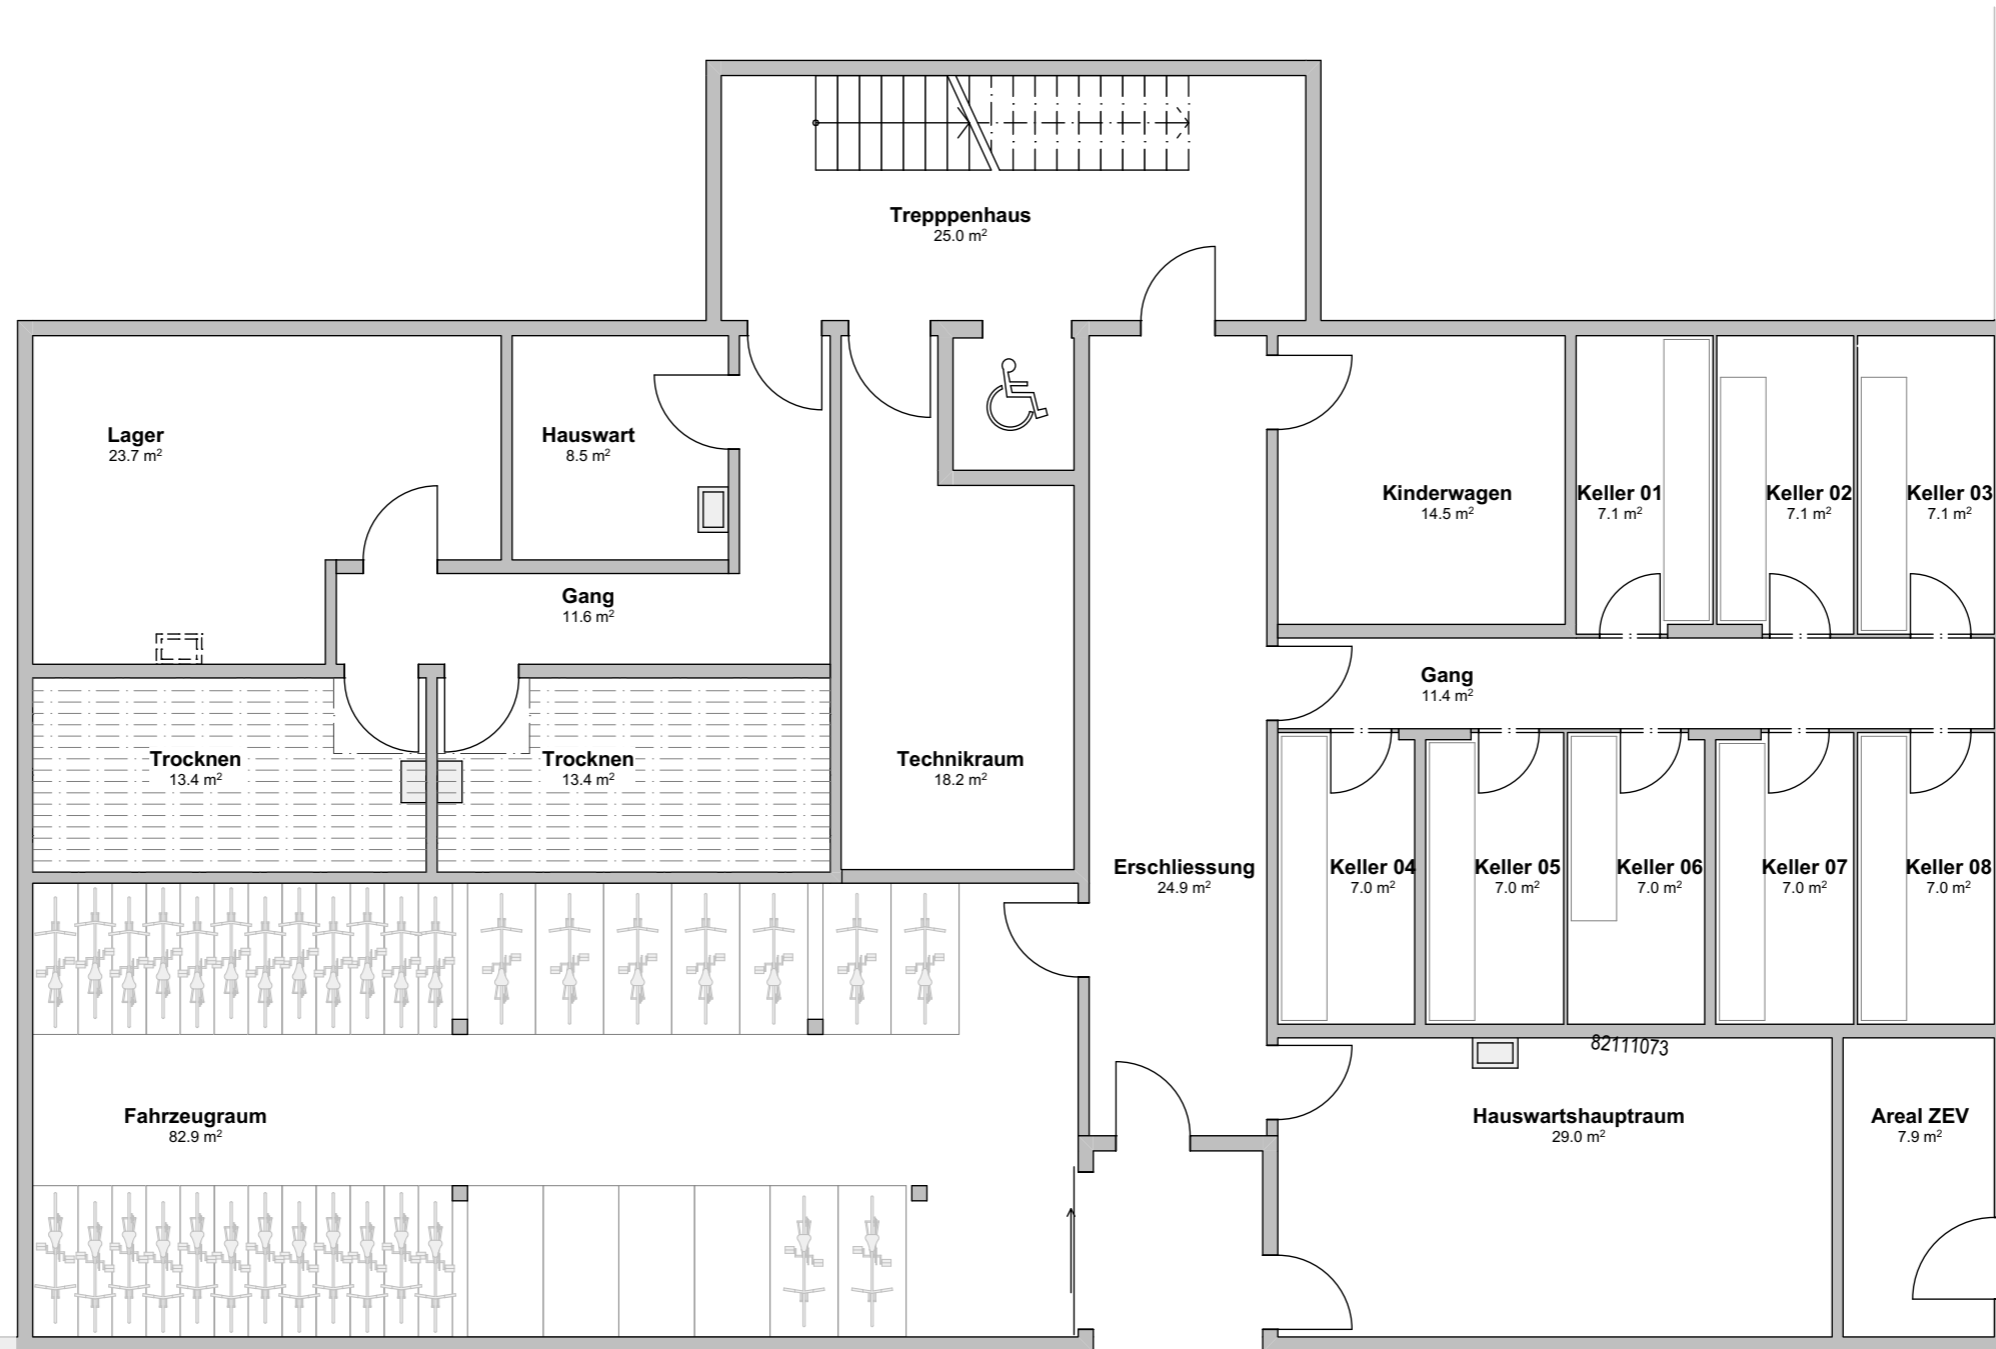 Trepppenhaus
25.0 m²
Lager
23.7 m²
Hauswart
8.5 m²
Kinderwagen
14.5 m²
Keller 01
7.1 m²
Keller 02
7.1 m²
Keller 03
7.1 m²
Gang
11.6 m²
Gang
11.4 m²
Trocknen
13.4 m²
Trocknen
13.4 m²
Technikraum
18.2 m²
Erschliessung
24.9 m²
Keller 04
7.0 m²
Keller 05
7.0 m²
Keller 06
7.0 m²
Keller 07
7.0 m²
Keller 08
7.0 m²
82111073
Fahrzeugraum
82.9 m²
Hauswartshauptraum
29.0 m²
Areal ZEV
7.9 m²